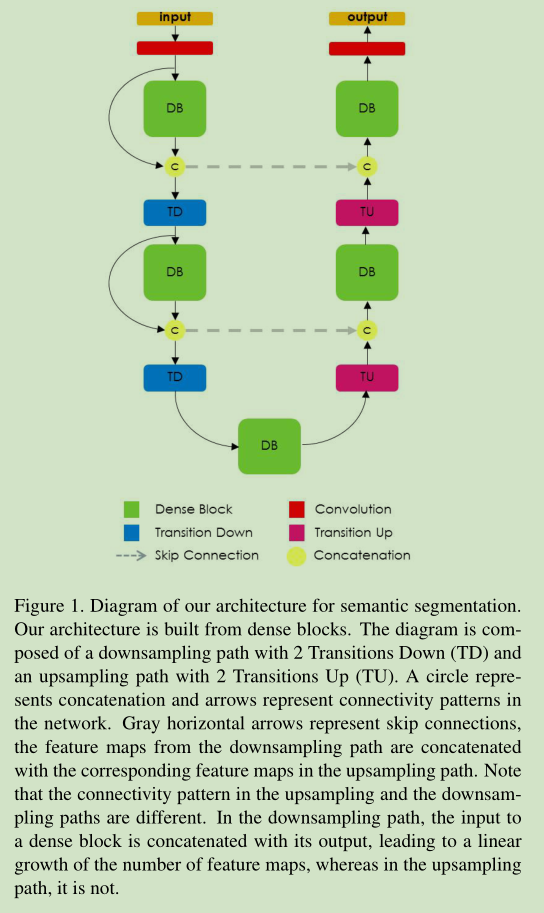 input output
DB DB
C C
TD TU
DB DB
C C
TD TU
DB
Dense Block Convolution
Transition Down Transition Up
Skip Connection Concatenation
Figure 1. Diagram of our architecture for semantic segmentation.
Our architecture is built from dense blocks. The diagram is com-
posed of a downsampling path with 2 Transitions Down (TD) and
an upsampling path with 2 Transitions Up (TU). A circle repre-
sents concatenation and arrows represent connectivity patterns in
the network. Gray horizontal arrows represent skip connections,
the feature maps from the downsampling path are concatenated
with the corresponding feature maps in the upsampling path. Note
that the connectivity pattern in the upsampling and the downsam-
pling paths are different. In the downsampling path, the input to
a dense block is concatenated with its output, leading to a linear
growth of the number of feature maps, whereas in the upsampling
path, it is not.